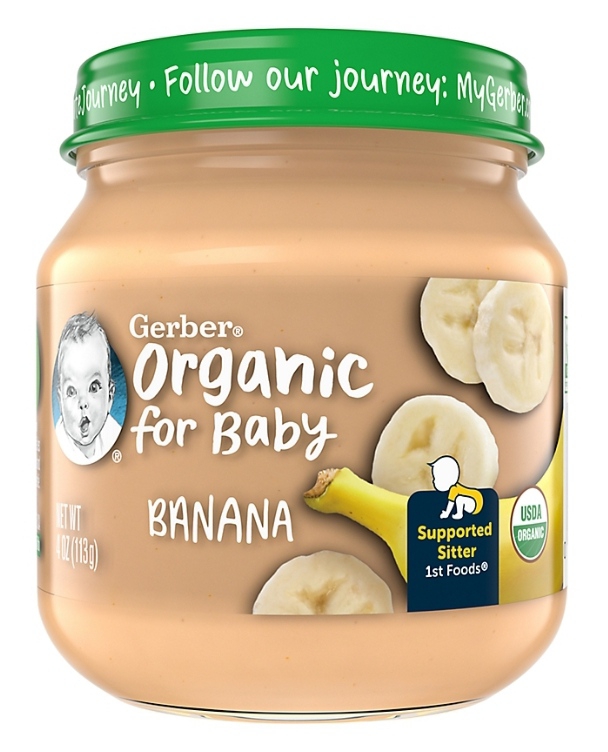 Journey • Follow our journey: MyGerber.c
Gerber®
Organic
for Baby
®
BANANA
NET WT
4 OZ (113g)
Supported
Sitter
1st Foods®
USDA
ORGANIC